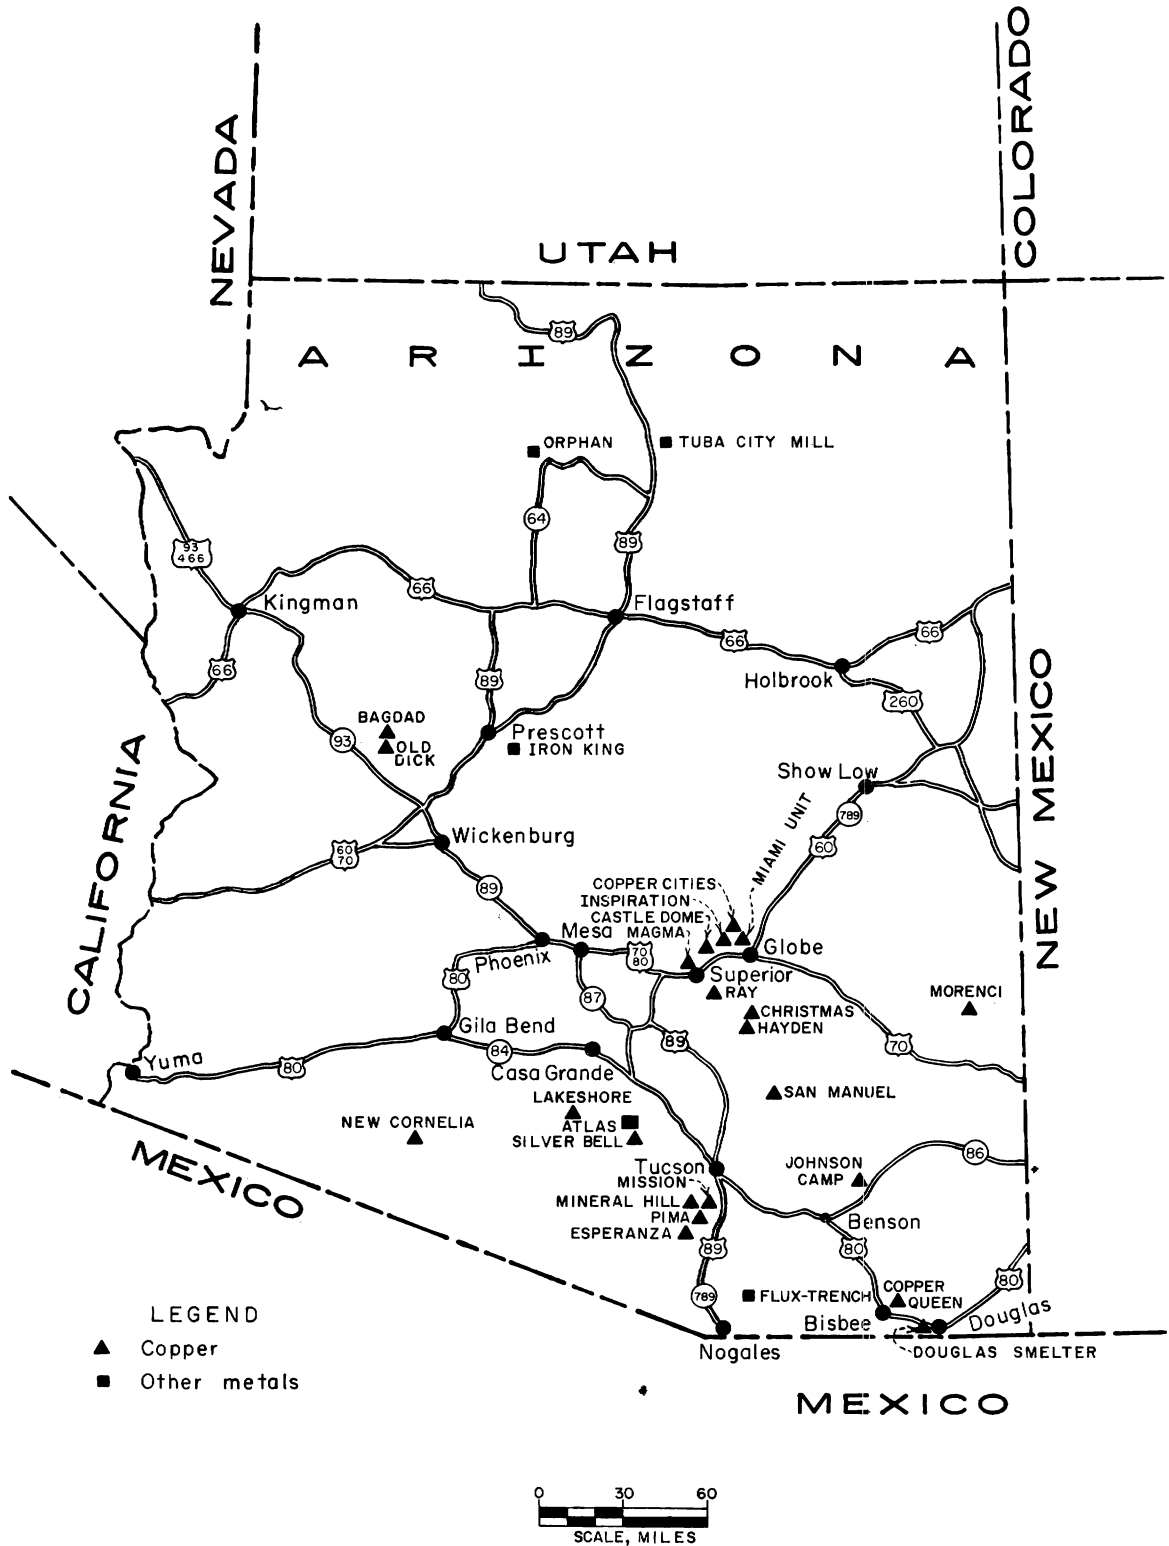 COLORADO
NEVADA
UTAH
89
ARIZONA
ORPHAN
TUBA CITY MILL
64
93
466
89
66
Kingman
Flagstaff
66
66
66
Holbrook
89
260
NEW MEXICO
BAGDAD
OLD
DICK
93
Prescott
IRON KING
CALIFORNIA
Show Low
789
MIAMI UNIT
60
Wickenburg
60
70
COPPER CITIES
INSPIRATION
CASTLE DOME
MAGMA
89
Mesa
Phoenix
70
80
Globe
Superior
80
RAY
87
MORENCI
CHRISTMAS
HAYDEN
Gila Bend
89
70
84
Yuma
80
Casa Grande
LAKESHORE
SAN MANUEL
NEW CORNELIA
ATLAS
SILVER BELL
MEXICO
86
Tucson
MISSION
JOHNSON
CAMP
MINERAL HILL
PIMA
ESPERANZA
Benson
89
80
80
789
FLUX-TRENCH
COPPER
QUEEN
Bisbee
Douglas
Nogales
DOUGLAS SMELTER
LEGEND
Copper
Other metals
MEXICO
0 30 60
SCALE, MILES